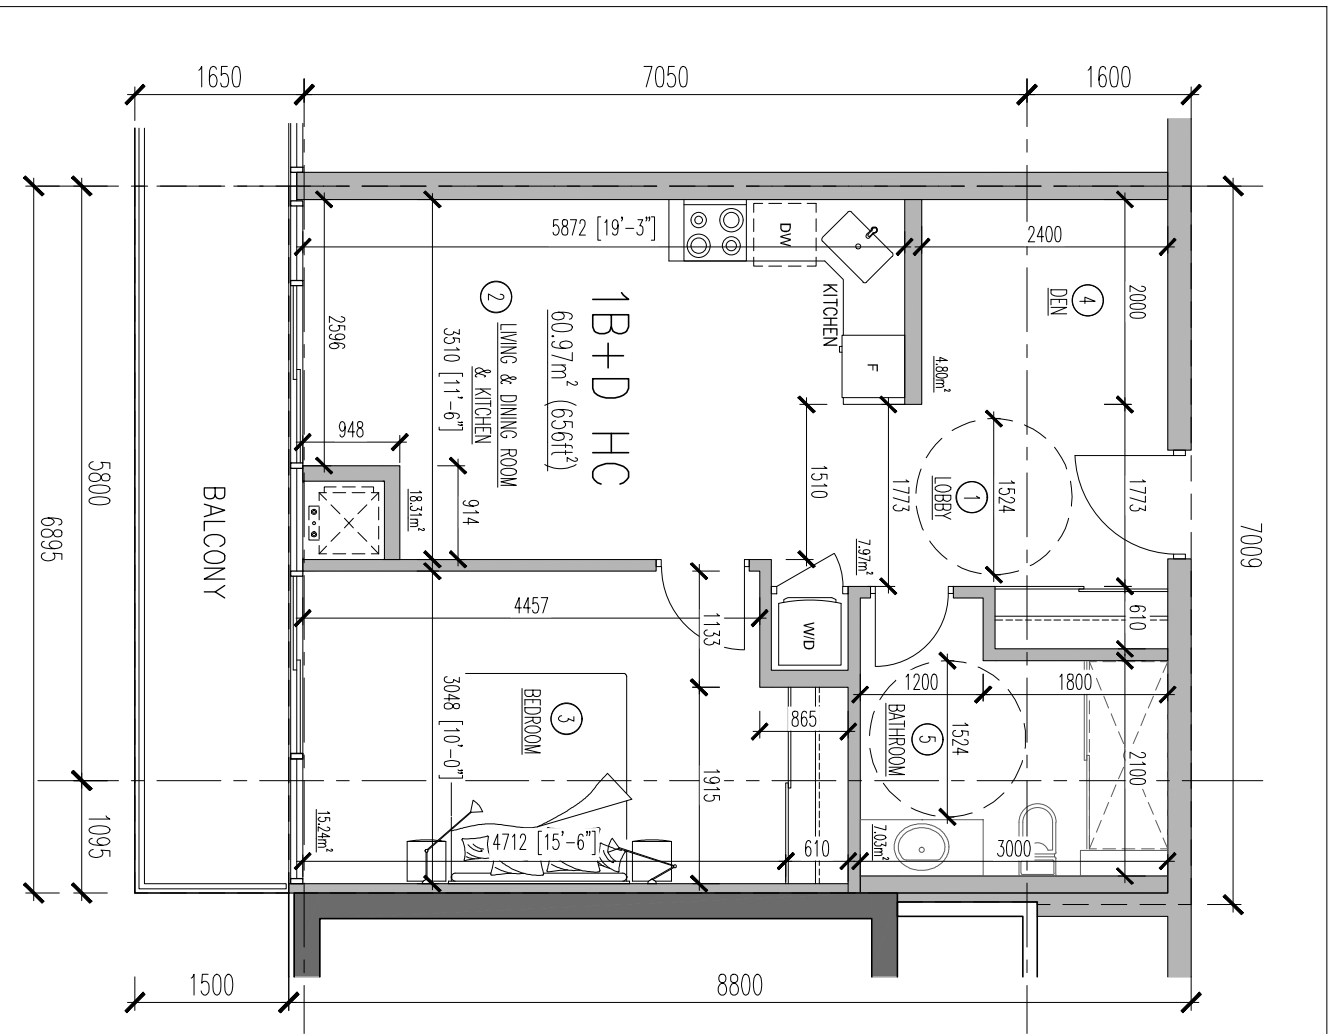 1650
7050
1600
5872 [19'-3"]
DW
2400
4
DEN
2000
2
LIVING & DINING ROOM
& KITCHEN
1B+D HC
60.97m² (656ft²)
KITCHEN
F
4.80m²
2596
3510 [11'-6"]
948
914
18.31m²
1510
1773
1
LOBBY
1524
1773
7009
5800
6895
BALCONY
7.97m²
4457
1133
W/D
610
1200
1800
3048 [10'-0"]
3
BEDROOM
865
BATHROOM
5
1524
2100
1915
1095
15.24m²
4712 [15'-6"]
610
7.03m²
3000
1500
8800